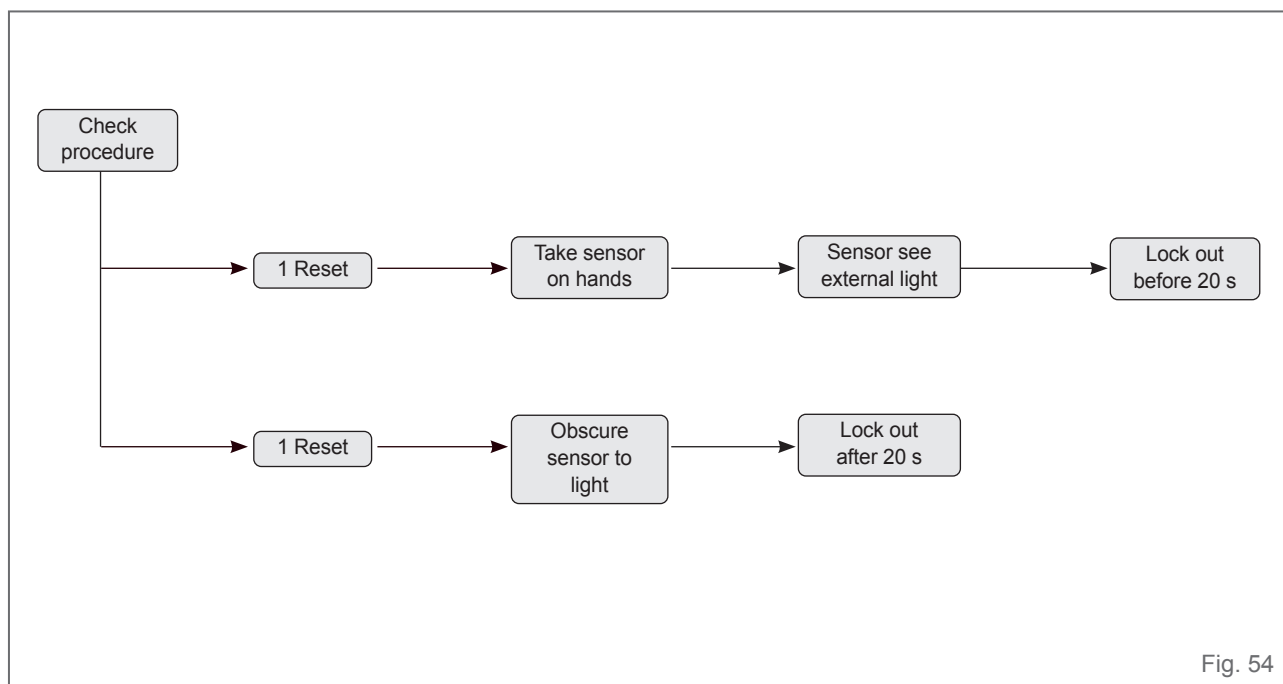 Check
procedure
1 Reset
Take sensor
on hands
Sensor see
external light
Lock out
before 20 s
1 Reset
Obscure
sensor to
light
Lock out
after 20 s
Fig. 54